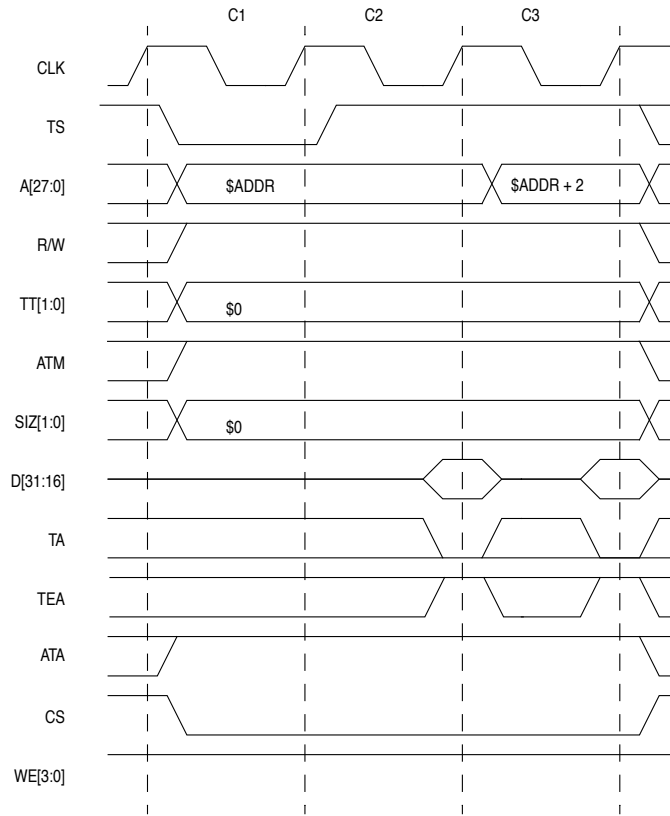 C1 C2 C3
CLK
TS
A[27:0] $ADDR $ADDR + 2
R/W
TT[1:0] $0
ATM
SIZ[1:0] $0
D[31:16]
TA
TEA
ATA
CS
WE[3:0]